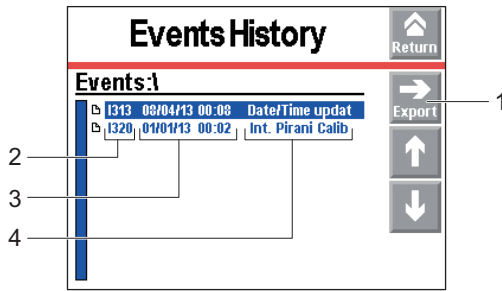 Events History
Return
Events:\
I313 08/04/13 00:08 Date/Time updat
I320 01/01/13 00:02 Int. Pirani Calib
Export
1
2
3
4